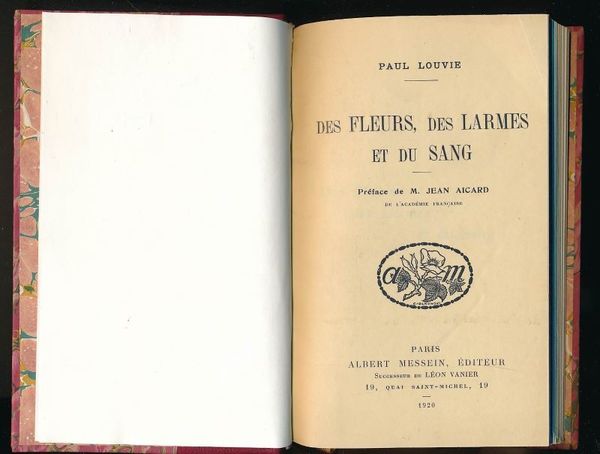 PAUL LOUVIE
DES FLEURS, DES LARMES
ET DU SANG
Préface de M. JEAN AICARD
DE L'ACADÉMIE FRANÇAISE
a m
PARIS
ALBERT MESSEIN, ÉDITEUR
SUCCESSEUR DE LÉON VANIER
19, QUAI SAINT-MICHEL, 19
1920